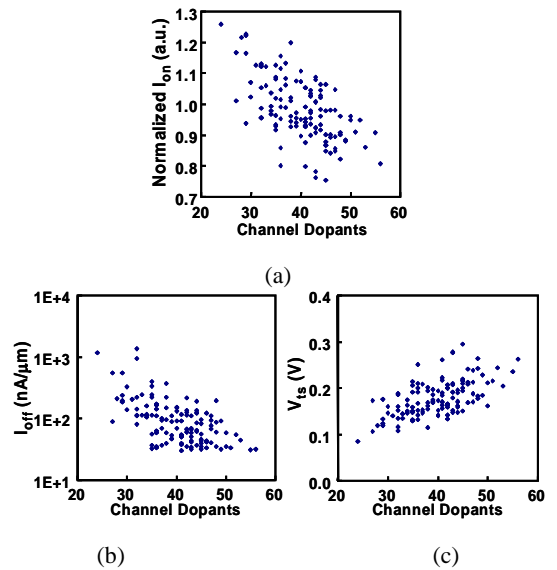 1.3
1.2
1.1
1.0
0.9
0.8
0.7
Normalized Ion (a.u.)
20 30 40 50 60
Channel Dopants
(a)
1E+4
1E+3
1E+2
1E+1
Ioff (nA/μm)
20 30 40 50 60
Channel Dopants
(b)
0.4
0.3
0.2
0.1
0.0
Vts (V)
20 30 40 50 60
Channel Dopants
(c)